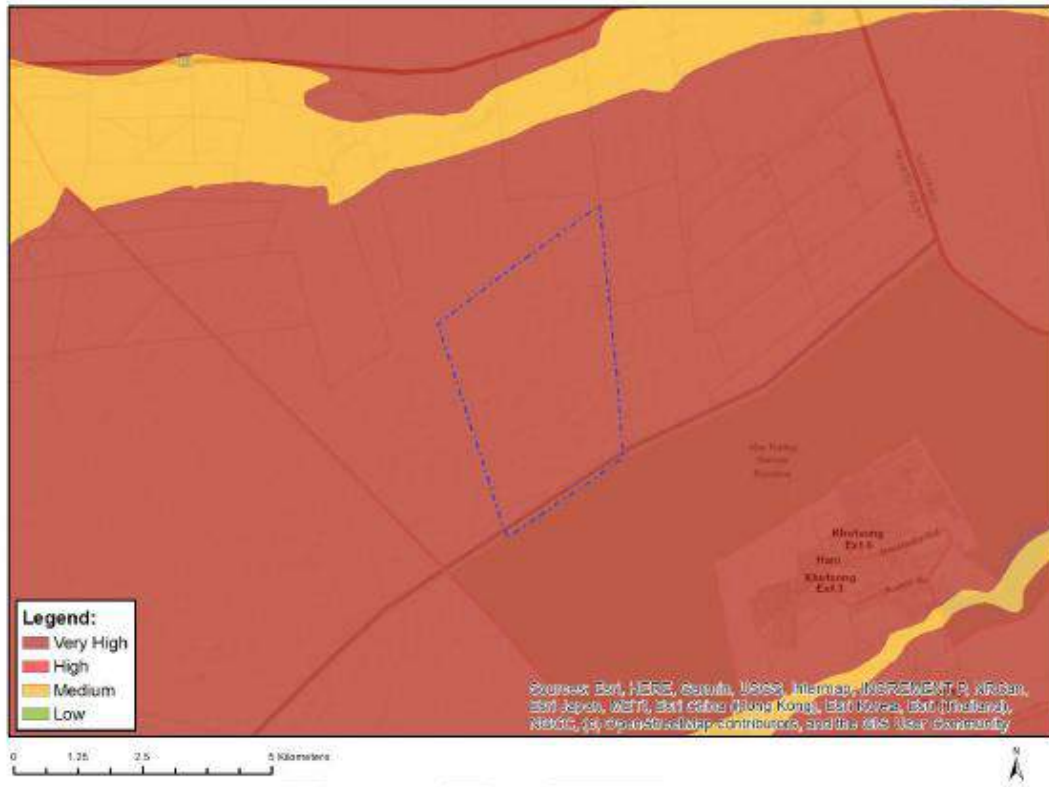 Khutsong
Ext 5
Hani
Khutsong
Ext 3
Legend:
Very High
High
Medium
Low
Sources: Esri, HERE, Garmin, USGS, Intermap, INCREMENT P, NRCan,
Esri Japan, METI, Esri China (Hong Kong), Esri Korea, Esri (Thailand),
NGCC, (c) OpenStreetMap contributors, and the GIS User Community
0 1.25 2.5 5 Kilometers
N